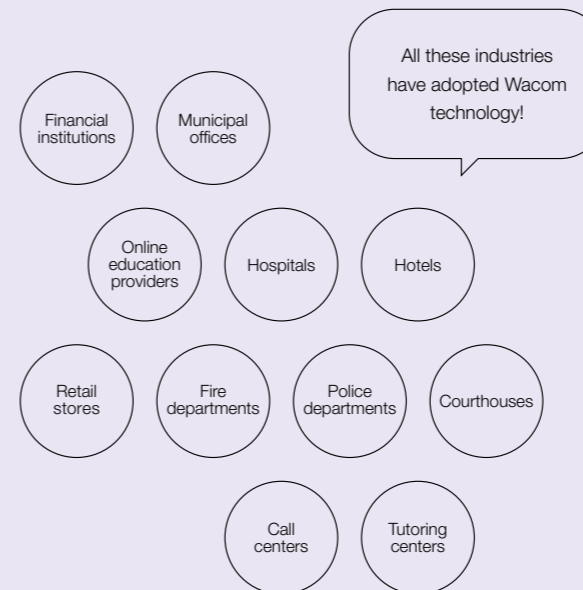 All these industries
have adopted Wacom
technology!
Financial
institutions
Municipal
offices
Online
education
providers
Hospitals
Hotels
Retail
stores
Fire
departments
Police
departments
Courthouses
Call
centers
Tutoring
centers